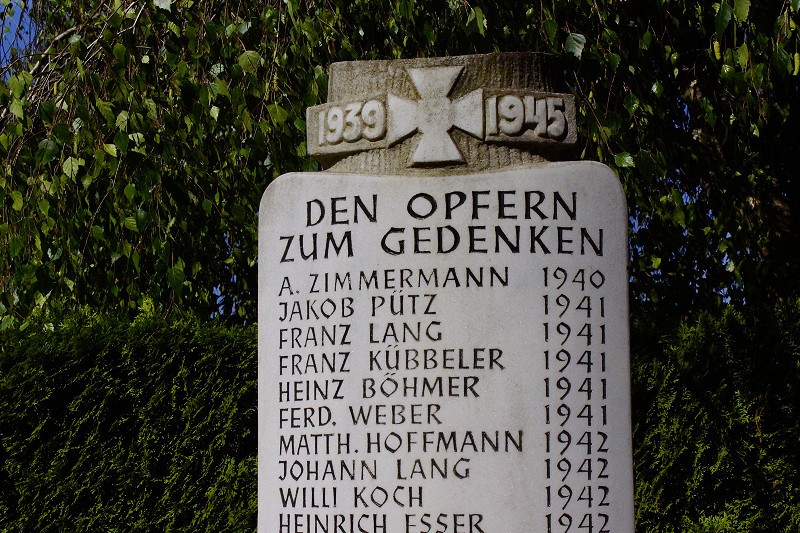 1939 1945
DEN OPFERN
ZUM GEDENKEN
A. ZIMMERMANN 1940
JAKOB PÜTZ 1941
FRANZ LANG 1941
FRANZ KÜBBELER 1941
HEINZ BÖHMER 1941
FERD. WEBER 1941
MATTH. HOFFMANN 1942
JOHANN LANG 1942
WILLI KOCH 1942
HEINRICH ESSER 1942